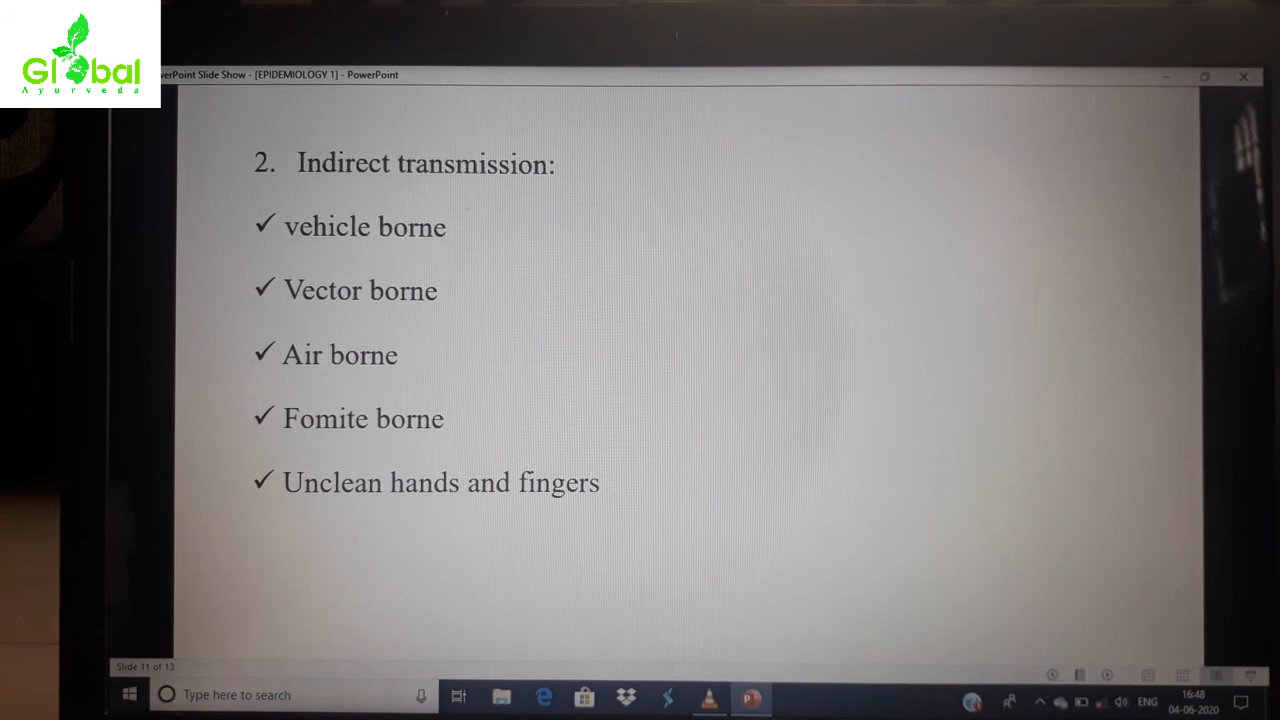 Global
Ayurveda
werPoint Slide Show - [EPIDEMIOLOGY 1] - PowerPoint
2. Indirect transmission:
✓ vehicle borne
✓ Vector borne
✓ Air borne
✓ Fomite borne
✓ Unclean hands and fingers
Slide 11 of 13
Type here to search
ENG
16:48
04-06-2020